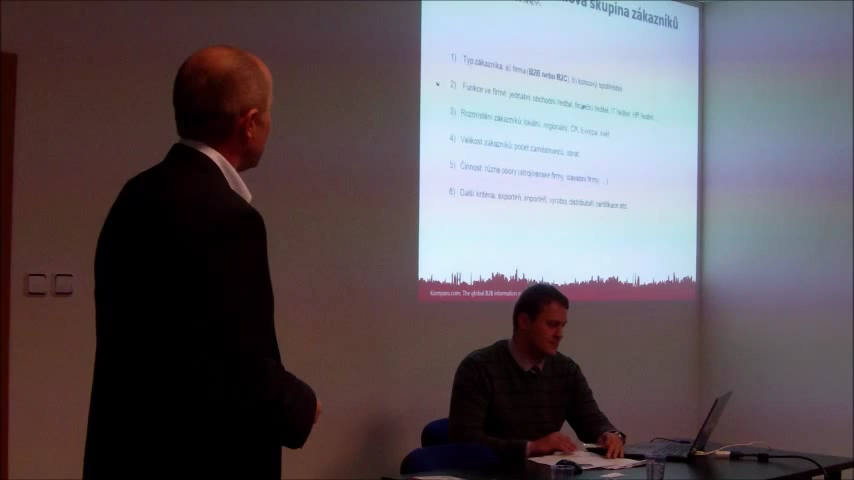 skupina zákazníků
1) Typ zákazníka: a) firma (B2B nebo B2C), b) koncový spotřebitel
2) Funkce ve firmě: jednatel, obchodní ředitel, finanční ředitel, IT ředitel, HR ředitel...
3) Rozmístění zákazníků: lokální, regionální, ČR, Evropa, svět
4) Velikost zákazníků: počet zaměstnanců, obrat
5) Činnost: různé obory (strojírenské firmy, stavební firmy, ...)
6) Další kritéria: exportéři, importéři, výrobci, distributoři, certifikace atd.
Kompass.com: The global B2B information